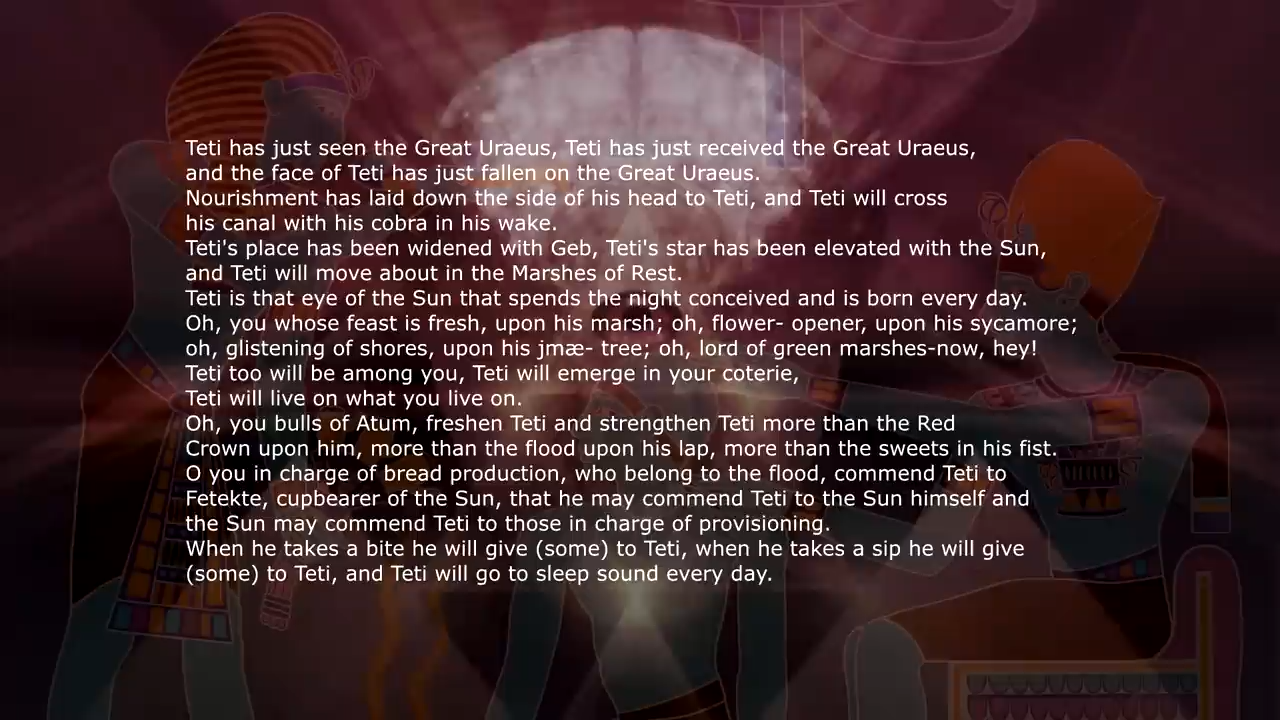 Teti has just seen the Great Uraeus, Teti has just received the Great Uraeus,
and the face of Teti has just fallen on the Great Uraeus.
Nourishment has laid down the side of his head to Teti, and Teti will cross
his canal with his cobra in his wake.
Teti's place has been widened with Geb, Teti's star has been elevated with the Sun,
and Teti will move about in the Marshes of Rest.
Teti is that eye of the Sun that spends the night conceived and is born every day.
Oh, you whose feast is fresh, upon his marsh; oh, flower- opener, upon his sycamore;
oh, glistening of shores, upon his jmæ- tree; oh, lord of green marshes-now, hey!
Teti too will be among you, Teti will emerge in your coterie,
Teti will live on what you live on.
Oh, you bulls of Atum, freshen Teti and strengthen Teti more than the Red
Crown upon him, more than the flood upon his lap, more than the sweets in his fist.
O you in charge of bread production, who belong to the flood, commend Teti to
Fetekte, cupbearer of the Sun, that he may commend Teti to the Sun himself and
the Sun may commend Teti to those in charge of provisioning.
When he takes a bite he will give (some) to Teti, when he takes a sip he will give
(some) to Teti, and Teti will go to sleep sound every day.